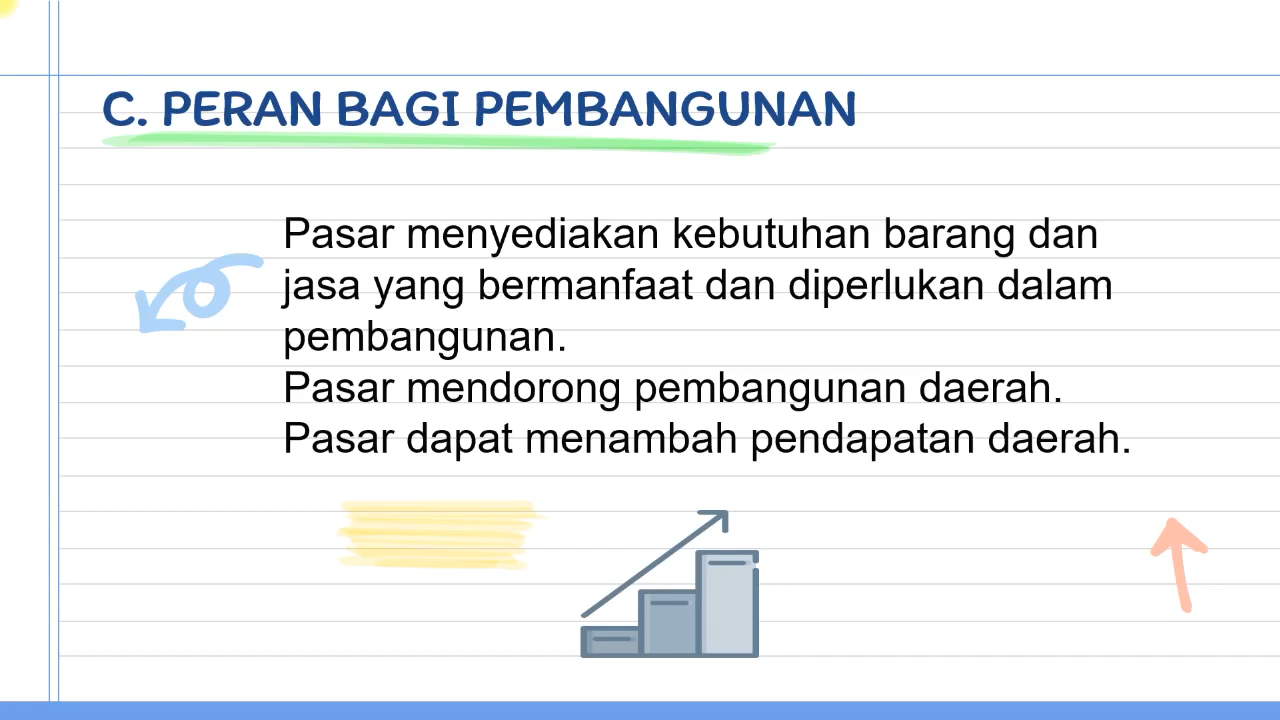 C. PERAN BAGI PEMBANGUNAN
Pasar menyediakan kebutuhan barang dan
jasa yang bermanfaat dan diperlukan dalam
pembangunan.
Pasar mendorong pembangunan daerah.
Pasar dapat menambah pendapatan daerah.